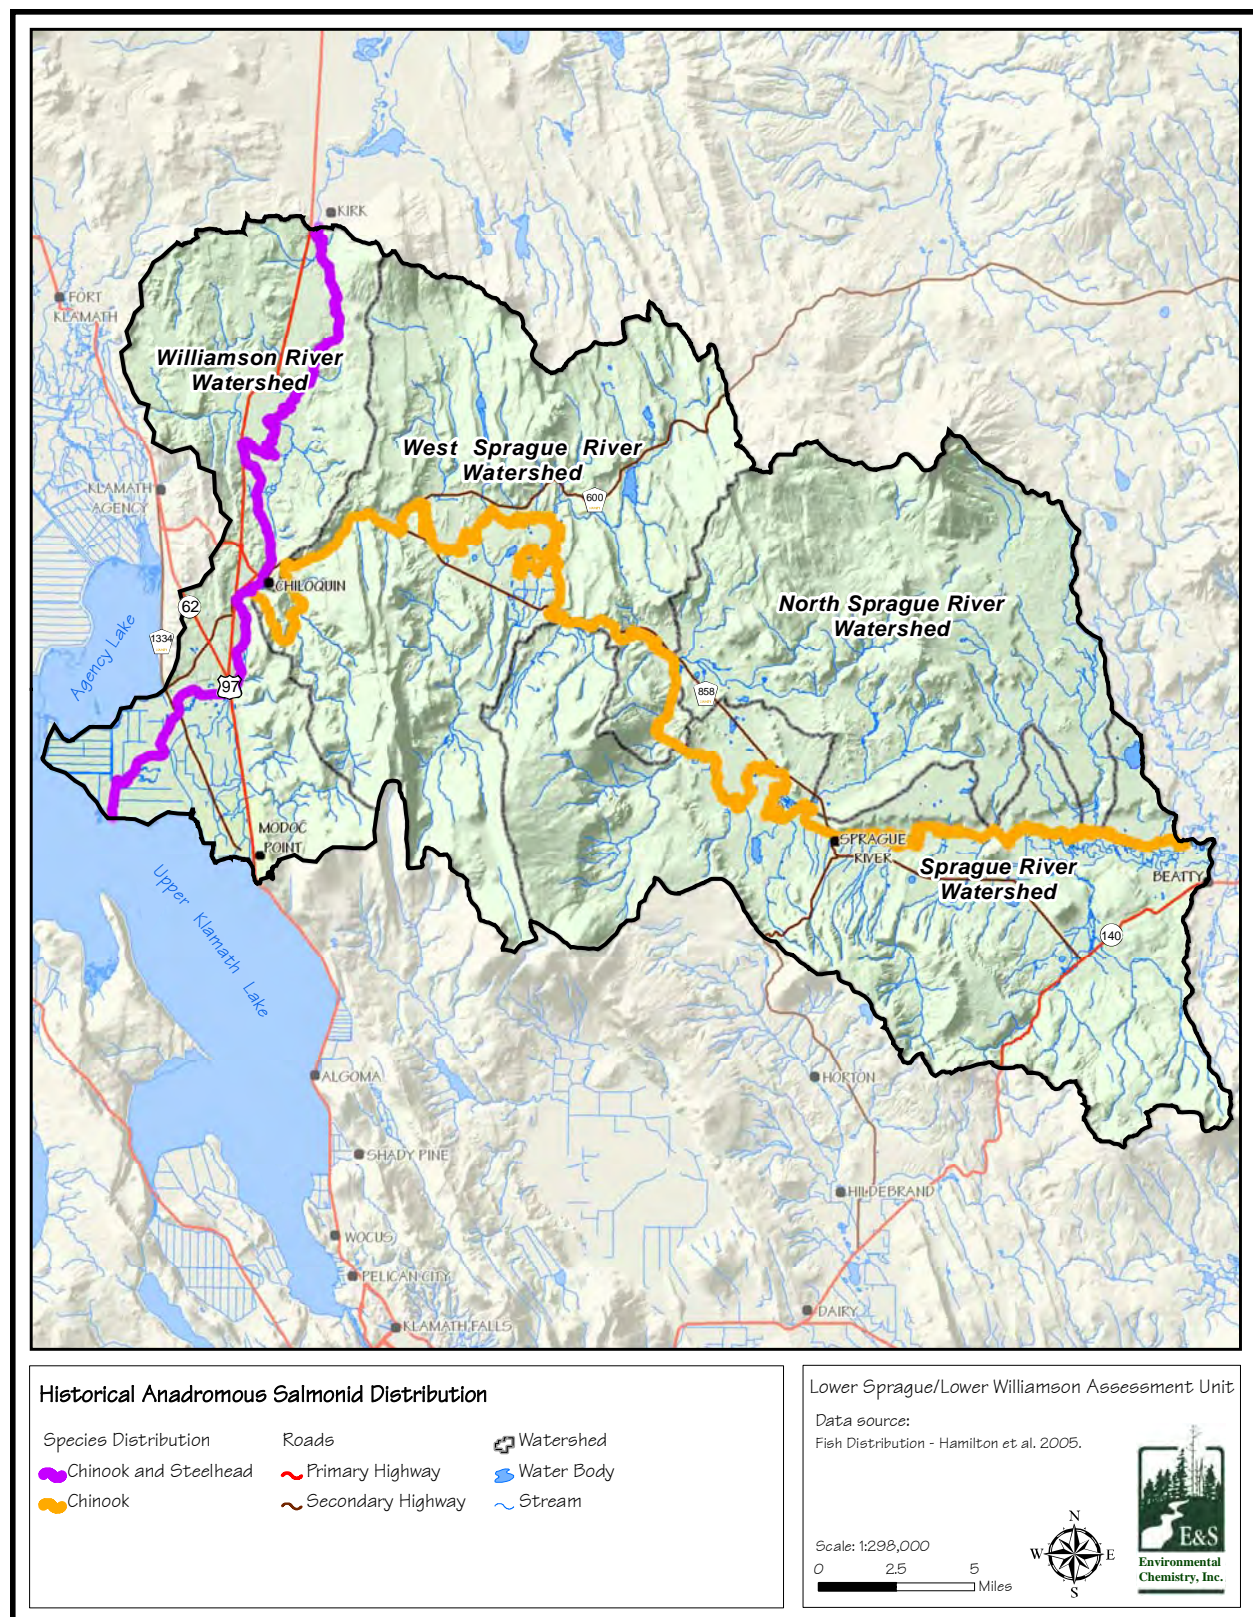 KIRK
FORT
KLAMATH
Williamson River
Watershed
West Sprague River
Watershed
KLAMATH
AGENCY
600
CHILOQUIN
62
1334
Agency Lake
North Sprague River
Watershed
97
858
MODOC
POINT
SPRAGUE
RIVER
Sprague River
Watershed
BEATTY
Upper Klamath Lake
140
ALGOMA
HORTON
SHADY PINE
HILDEBRAND
WOCUS
PELICAN CITY
DAIRY
KLAMATH FALLS
Historical Anadromous Salmonid Distribution
Species Distribution
Chinook and Steelhead
Chinook
Roads
Primary Highway
Secondary Highway
Watershed
Water Body
Stream
Lower Sprague/Lower Williamson Assessment Unit
Data source:
Fish Distribution - Hamilton et al. 2005.
Scale: 1:298,000
0 2.5 5
Miles
N
W E
S
E&S
Environmental
Chemistry, Inc.